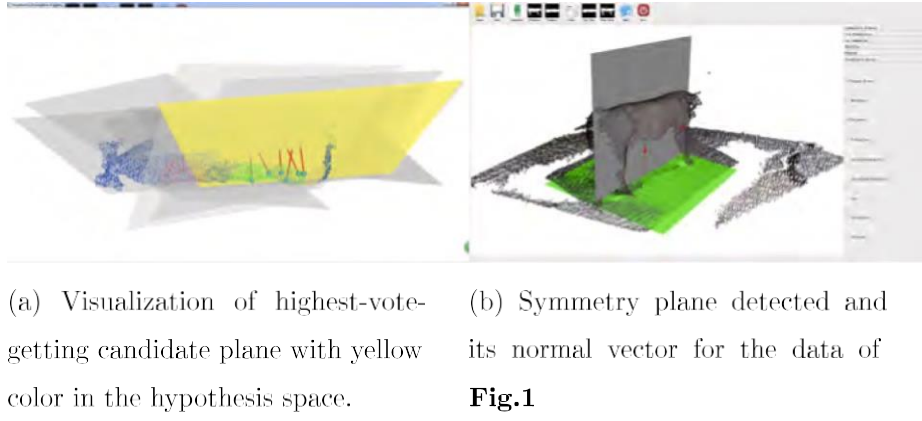 (a) Visualization of highest-vote-
getting candidate plane with yellow
color in the hypothesis space.
(b) Symmetry plane detected and
its normal vector for the data of
Fig.1